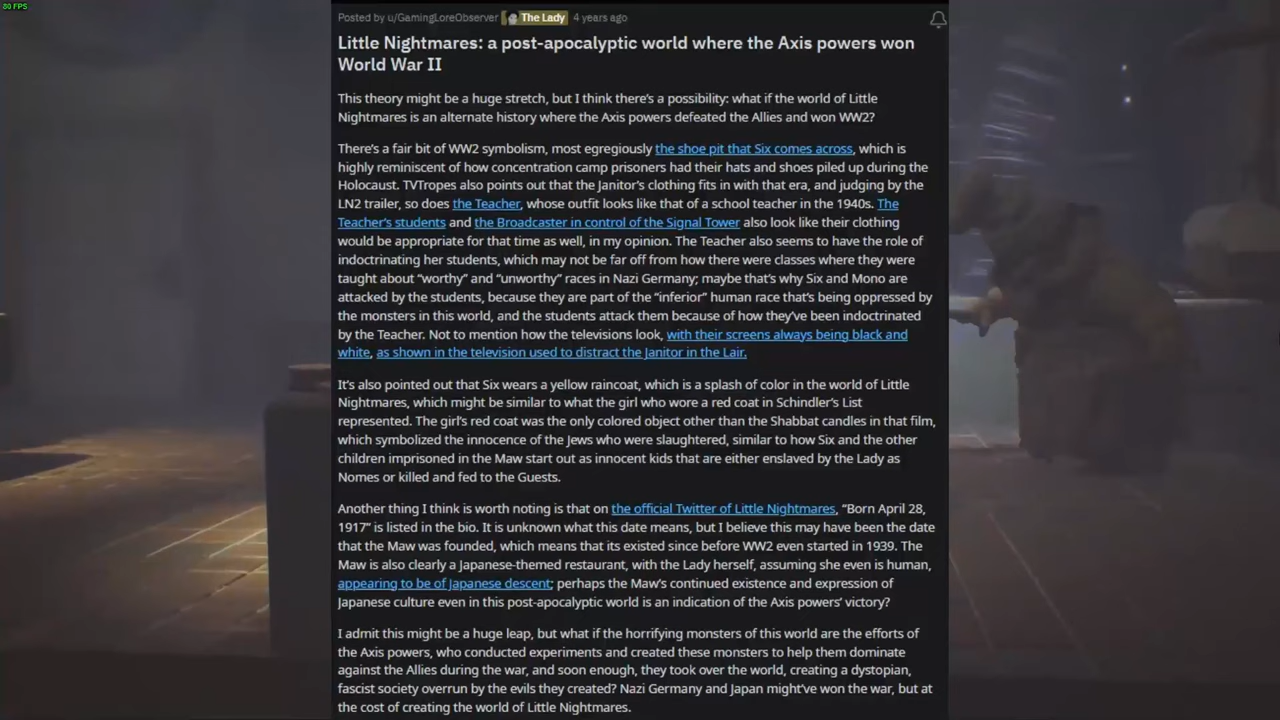 80 FPS
Posted by u/GamingLoreObserver The Lady 4 years ago
Little Nightmares: a post-apocalyptic world where the Axis powers won
World War II
This theory might be a huge stretch, but I think there's a possibility: what if the world of Little
Nightmares is an alternate history where the Axis powers defeated the Allies and won WW2?
There's a fair bit of WW2 symbolism, most egregiously the shoe pit that Six comes across, which is
highly reminiscent of how concentration camp prisoners had their hats and shoes piled up during the
Holocaust. TVTropes also points out that the Janitor's clothing fits in with that era, and judging by the
LN2 trailer, so does the Teacher, whose outfit looks like that of a school teacher in the 1940s. The
Teacher's students and the Broadcaster in control of the Signal Tower also look like their clothing
would be appropriate for that time as well, in my opinion. The Teacher also seems to have the role of
indoctrinating her students, which may not be far off from how there were classes where they were
taught about "worthy" and "unworthy" races in Nazi Germany; maybe that's why Six and Mono are
attacked by the students, because they are part of the "inferior" human race that's being oppressed by
the monsters in this world, and the students attack them because of how they've been indoctrinated
by the Teacher. Not to mention how the televisions look, with their screens always being black and
white, as shown in the television used to distract the Janitor in the Lair.
It's also pointed out that Six wears a yellow raincoat, which is a splash of color in the world of Little
Nightmares, which might be similar to what the girl who wore a red coat in Schindler's List
represented. The girl's red coat was the only colored object other than the Shabbat candles in that film,
which symbolized the innocence of the Jews who were slaughtered, similar to how Six and the other
children imprisoned in the Maw start out as innocent kids that are either enslaved by the Lady as
Nomes or killed and fed to the Guests.
Another thing I think is worth noting is that on the official Twitter of Little Nightmares, "Born April 28,
1917" is listed in the bio. It is unknown what this date means, but I believe this may have been the date
that the Maw was founded, which means that its existed since before WW2 even started in 1939. The
Maw is also clearly a Japanese-themed restaurant, with the Lady herself, assuming she even is human,
appearing to be of Japanese descent; perhaps the Maw's continued existence and expression of
Japanese culture even in this post-apocalyptic world is an indication of the Axis powers' victory?
I admit this might be a huge leap, but what if the horrifying monsters of this world are the efforts of
the Axis powers, who conducted experiments and created these monsters to help them dominate
against the Allies during the war, and soon enough, they took over the world, creating a dystopian,
fascist society overrun by the evils they created? Nazi Germany and Japan might've won the war, but at
the cost of creating the world of Little Nightmares.